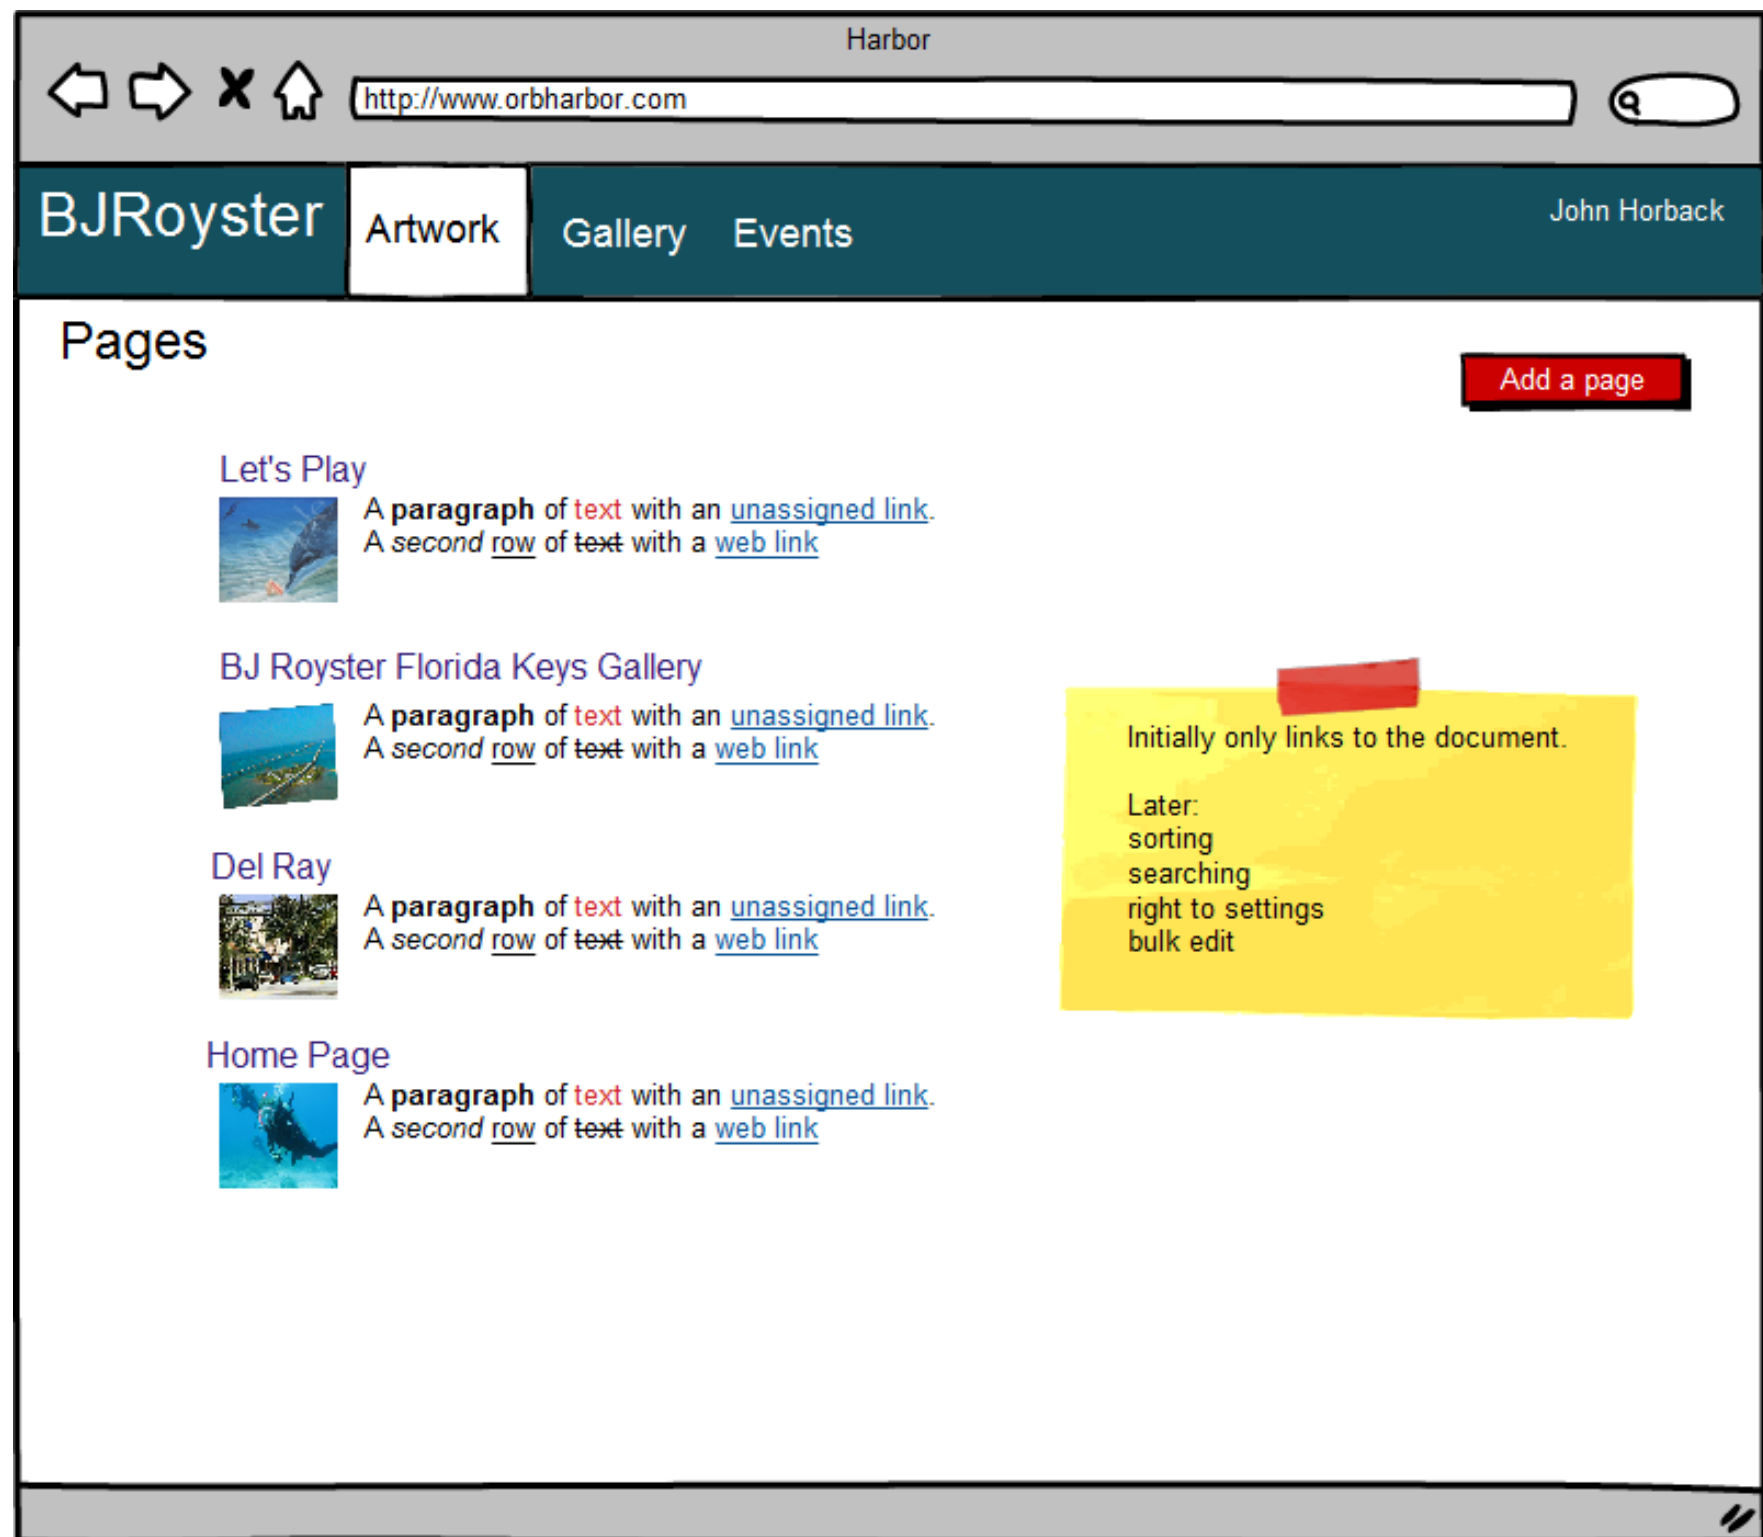 Harbor
http://www.orbharbor.com
BJRoyster
Artwork
Gallery
Events
John Horback
Pages
Add a page
Let's Play
A paragraph of text with an unassigned link.
A second row of text with a web link
BJ Royster Florida Keys Gallery
A paragraph of text with an unassigned link.
A second row of text with a web link
Del Ray
A paragraph of text with an unassigned link.
A second row of text with a web link
Home Page
A paragraph of text with an unassigned link.
A second row of text with a web link
Initially only links to the document.
Later:
sorting
searching
right to settings
bulk edit